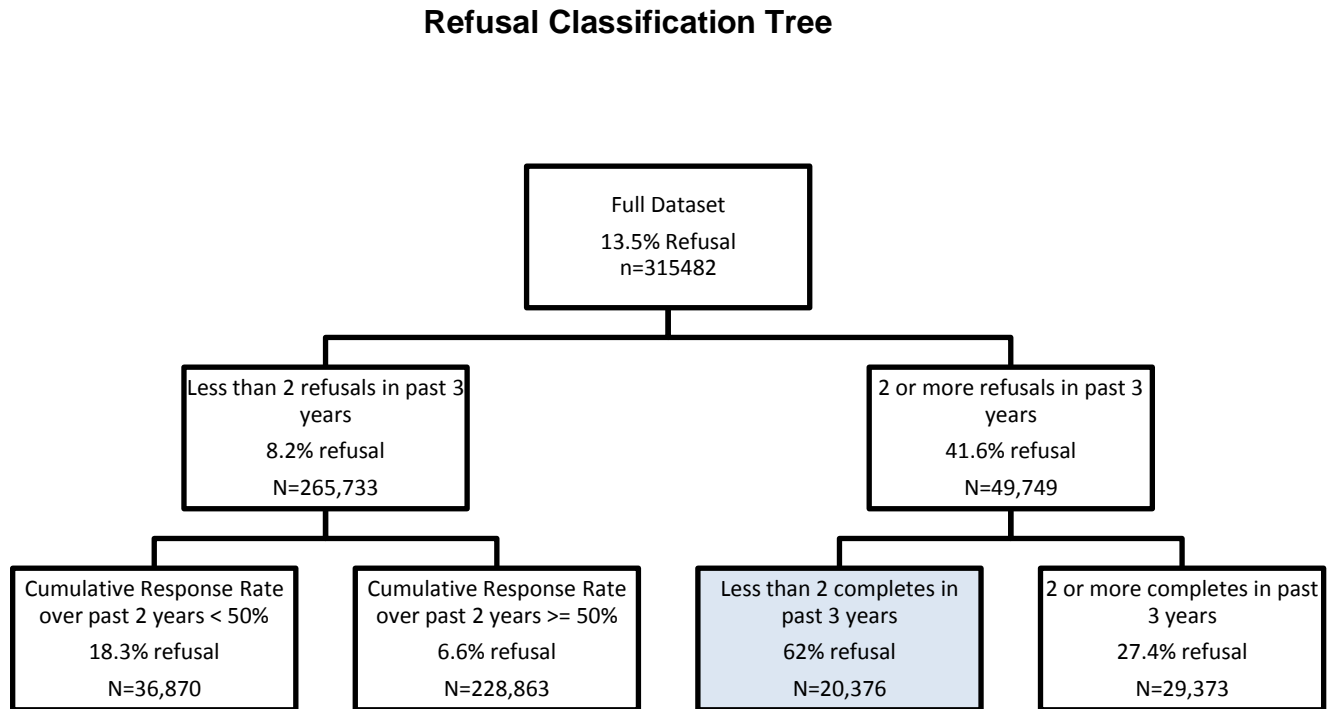 Refusal Classification Tree
Full Dataset
13.5% Refusal
n=315482
Less than 2 refusals in past 3
years
8.2% refusal
N=265,733
2 or more refusals in past 3
years
41.6% refusal
N=49,749
Cumulative Response Rate
over past 2 years < 50%
18.3% refusal
N=36,870
Cumulative Response Rate
over past 2 years >= 50%
6.6% refusal
N=228,863
Less than 2 completes in
past 3 years
62% refusal
N=20,376
2 or more completes in past
3 years
27.4% refusal
N=29,373